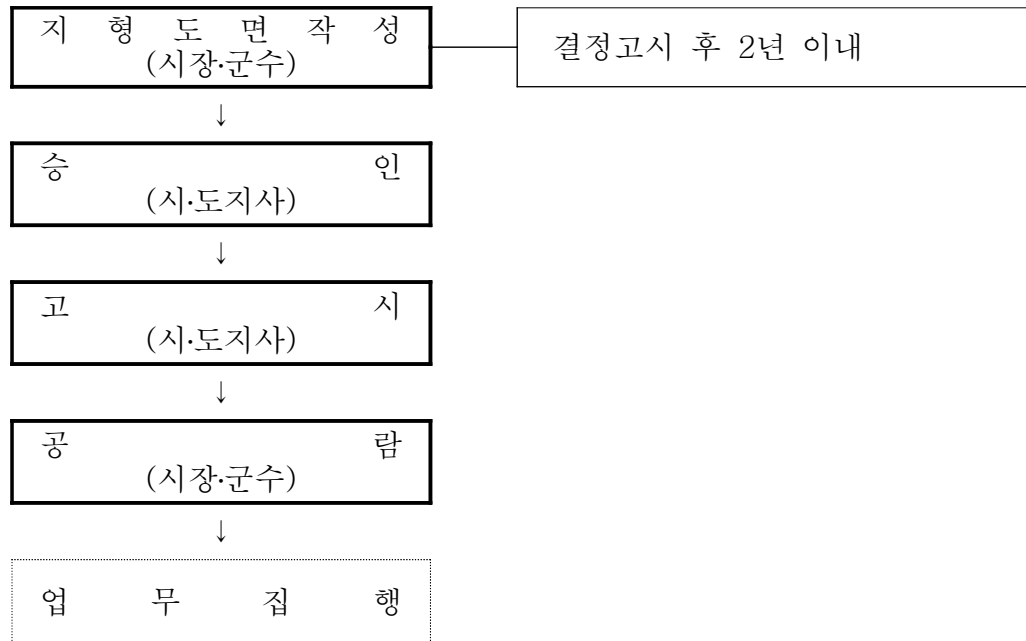 지 형 도 면 작 성
(시장·군수)
결정고시 후 2년 이내
↓
승 인
(시·도지사)
↓
고 시
(시·도지사)
↓
공 람
(시장·군수)
↓
업 무 집 행